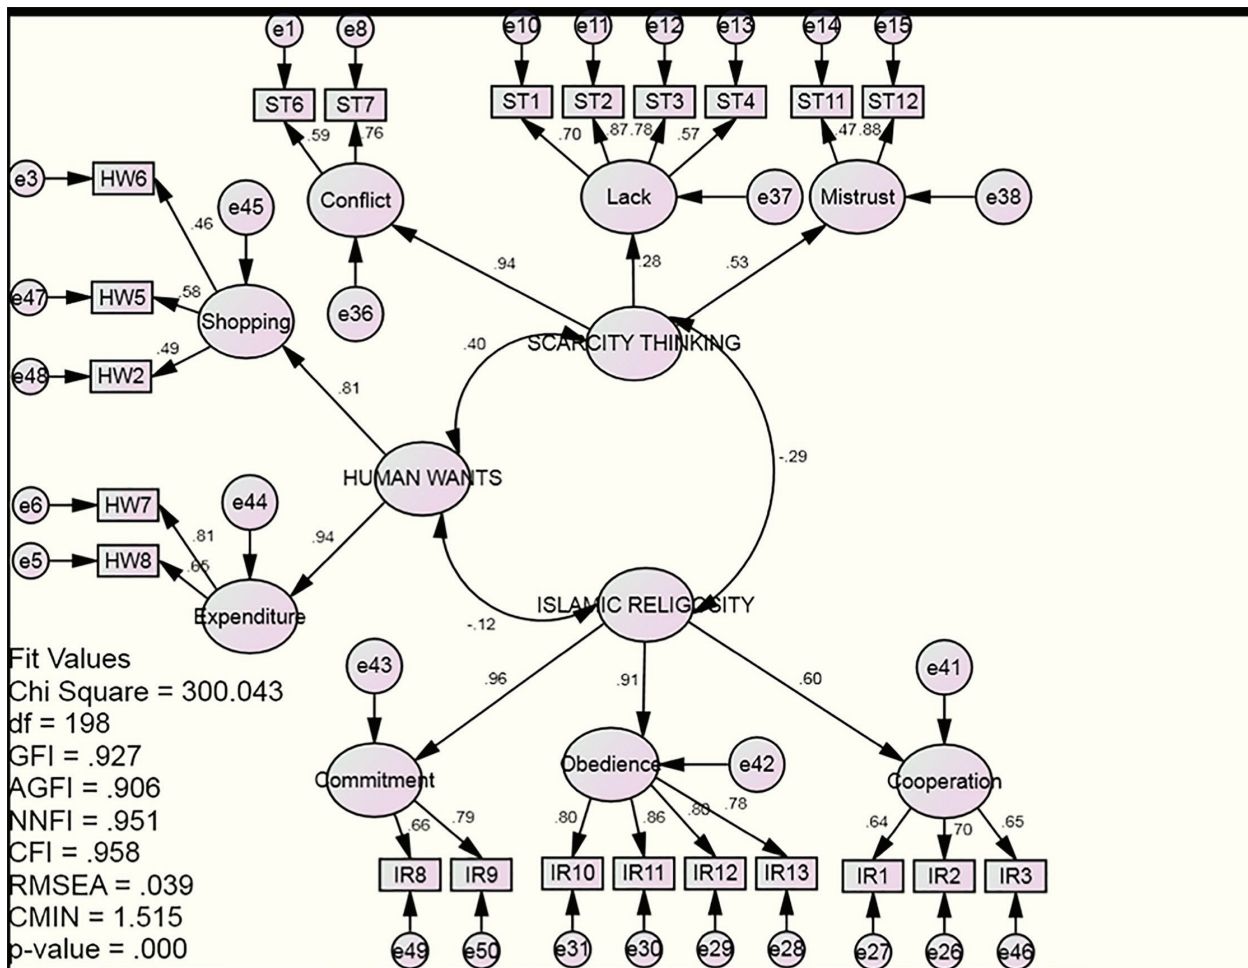 e1 e8 e10 e11 e12 e13 e14 e15
ST6 ST7 ST1 ST2 ST3 ST4 ST11 ST12
.59 .76 .70 .87 .78 .57 .47 .88
e3 HW6
Conflict Lack e37 Mistrust e38
e45
.46
.94 .28 .53
e47 HW5 .58
Shopping e36
SCARCITY THINKING
.49 .40
e48 HW2
.81
-.29
HUMAN WANTS
e6 HW7 e44
.81 .94
e5 HW8 .65
Expenditure ISLAMIC RELIGOSITY
-.12
e43 e41
.96 .91 .60
Commitment Obedience e42 Cooperation
.66 .79 .80 .86 .80 .78 .64 .70 .65
IR8 IR9 IR10 IR11 IR12 IR13 IR1 IR2 IR3
e49 e50 e31 e30 e29 e28 e27 e26 e46
Fit Values
Chi Square = 300.043
df = 198
GFI = .927
AGFI = .906
NNFI = .951
CFI = .958
RMSEA = .039
CMIN = 1.515
p-value = .000